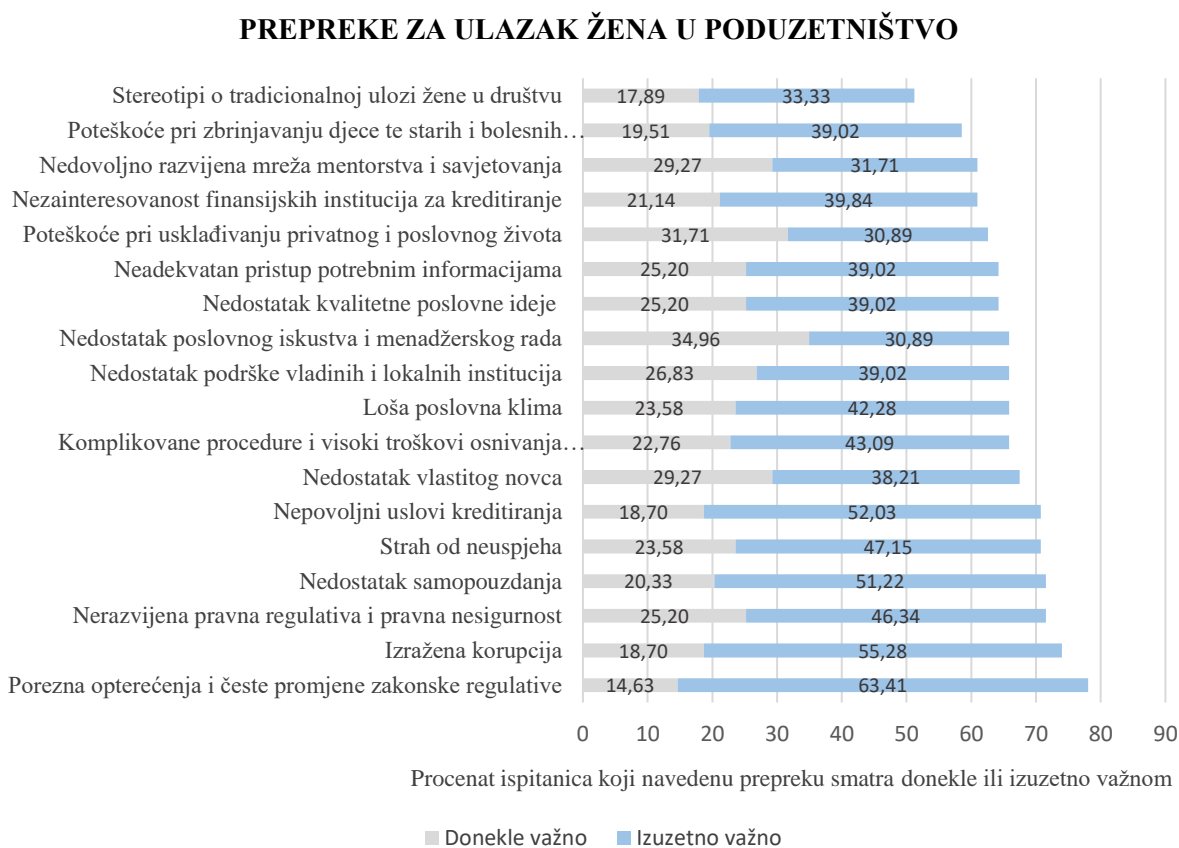 PREPREKE ZA ULAZAK ŽENA U PODUZETNIŠTVO
Stereotipi o tradicionalnoj ulozi žene u društvu 17,89 33,33
Poteškoće pri zbrinjavanju djece te starih i bolesnih… 19,51 39,02
Nedovoljno razvijena mreža mentorstva i savjetovanja 29,27 31,71
Nezainteresovanost finansijskih institucija za kreditiranje 21,14 39,84
Poteškoće pri usklađivanju privatnog i poslovnog života 31,71 30,89
Neadekvatan pristup potrebnim informacijama 25,20 39,02
Nedostatak kvalitetne poslovne ideje 25,20 39,02
Nedostatak poslovnog iskustva i menadžerskog rada 34,96 30,89
Nedostatak podrške vladinih i lokalnih institucija 26,83 39,02
Loša poslovna klima 23,58 42,28
Komplikovane procedure i visoki troškovi osnivanja… 22,76 43,09
Nedostatak vlastitog novca 29,27 38,21
Nepovoljni uslovi kreditiranja 18,70 52,03
Strah od neuspjeha 23,58 47,15
Nedostatak samopouzdanja 20,33 51,22
Nerazvijena pravna regulativa i pravna nesigurnost 25,20 46,34
Izražena korupcija 18,70 55,28
Porezna opterećenja i česte promjene zakonske regulative 14,63 63,41
0 10 20 30 40 50 60 70 80 90
Procenat ispitanica koji navedenu prepreku smatra donekle ili izuzetno važnom
Donekle važno Izuzetno važno